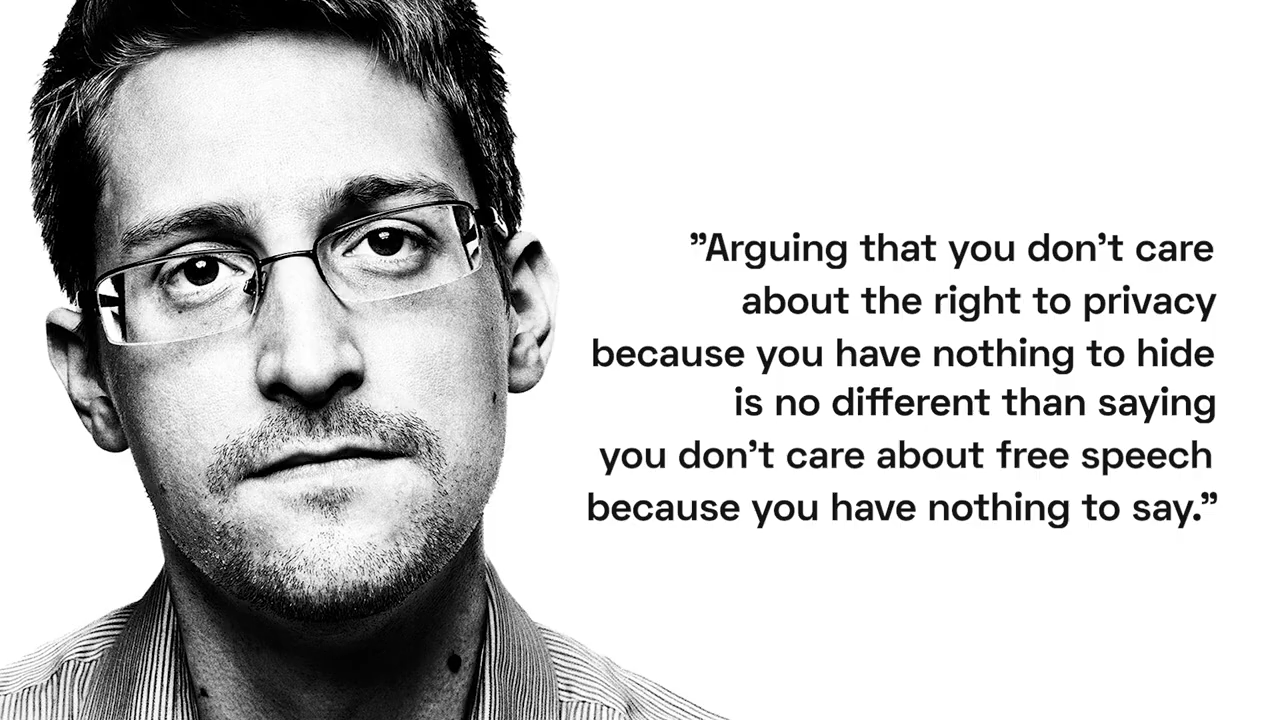 ”Arguing that you don’t care
about the right to privacy
because you have nothing to hide
is no different than saying
you don’t care about free speech
because you have nothing to say.”